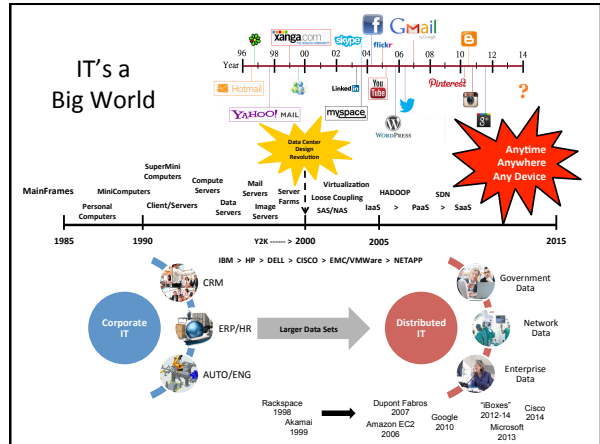 IT's a
Big World
xanga.com
skype
flickr
Gmail
by Google
96 98 00 02 04 06 08 10 12 14
Year
Hotmail
YAHOO! MAIL
LinkedIn
myspace
You
Tube
WORDPRESS
Pinterest
g+
?
Data Center
Design
Revolution
Anytime
Anywhere
Any Device
MainFrames
MiniComputers
Personal
Computers
SuperMini
Computers
Client/Servers
Compute
Servers
Data
Servers
Mail
Servers
Image
Servers
Server
Farms
Virtualization
Loose Coupling
SAS/NAS
HADOOP
SDN
IaaS > PaaS > SaaS
1985 1990 Y2K ------ > 2000 2005 2015
IBM > HP > DELL > CISCO > EMC/VMWare > NETAPP
Corporate
IT
CRM
ERP/HR
AUTO/ENG
Larger Data Sets
Distributed
IT
Government
Data
Network
Data
Enterprise
Data
Rackspace
1998
Akamai
1999
Dupont Fabros
2007
Amazon EC2
2006
Google
2010
"iBoxes"
2012-14
Microsoft
2013
Cisco
2014